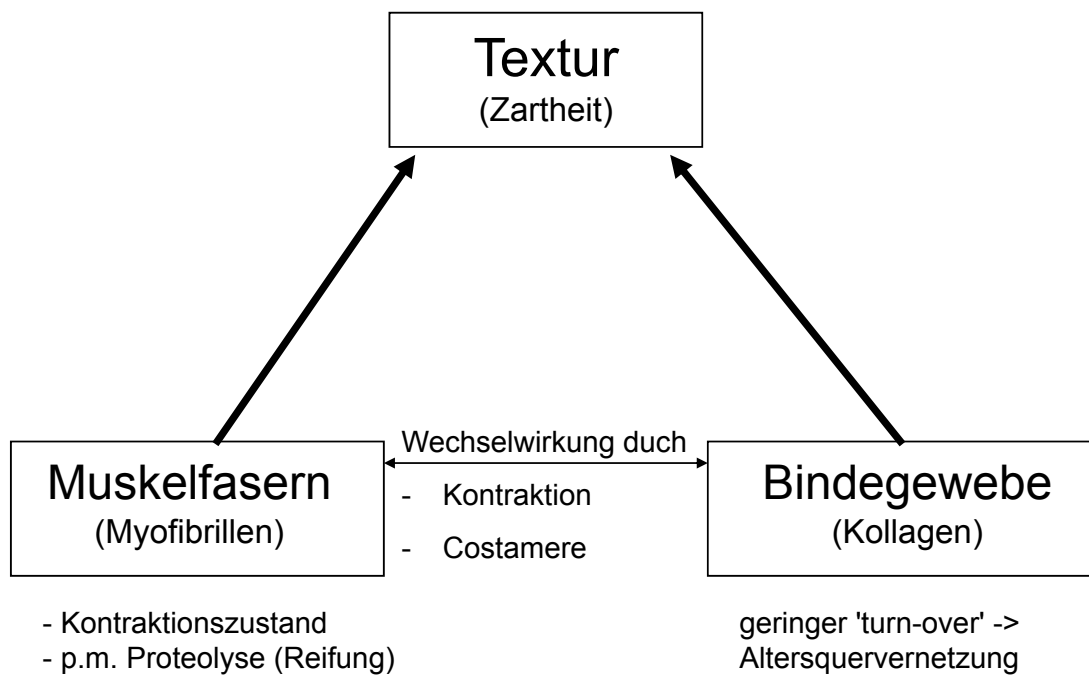 Textur
(Zartheit)
Wechselwirkung duch
Muskelfasern
(Myofibrillen)
- Kontraktion
- Costamere
Bindegewebe
(Kollagen)
- Kontraktionszustand
- p.m. Proteolyse (Reifung)
geringer 'turn-over' ->
Altersquervernetzung